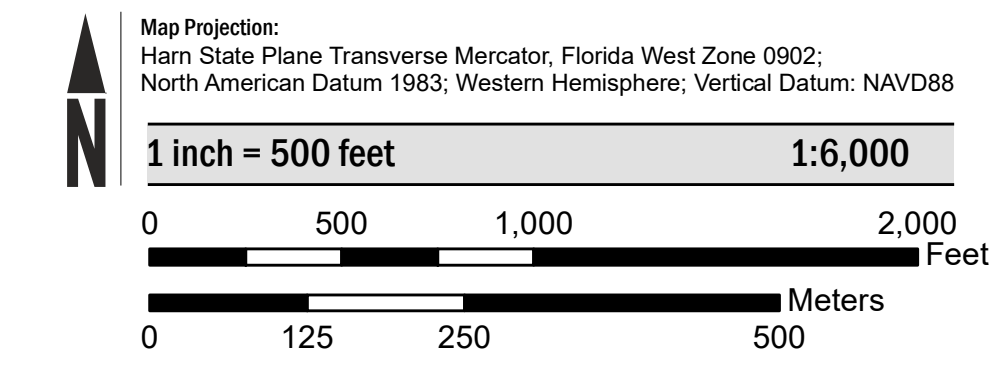 N
Map Projection:
Harn State Plane Transverse Mercator, Florida West Zone 0902;
North American Datum 1983; Western Hemisphere; Vertical Datum: NAVD88
1 inch = 500 feet 1:6,000
0 500 1,000 2,000
Feet
Meters
0 125 250 500